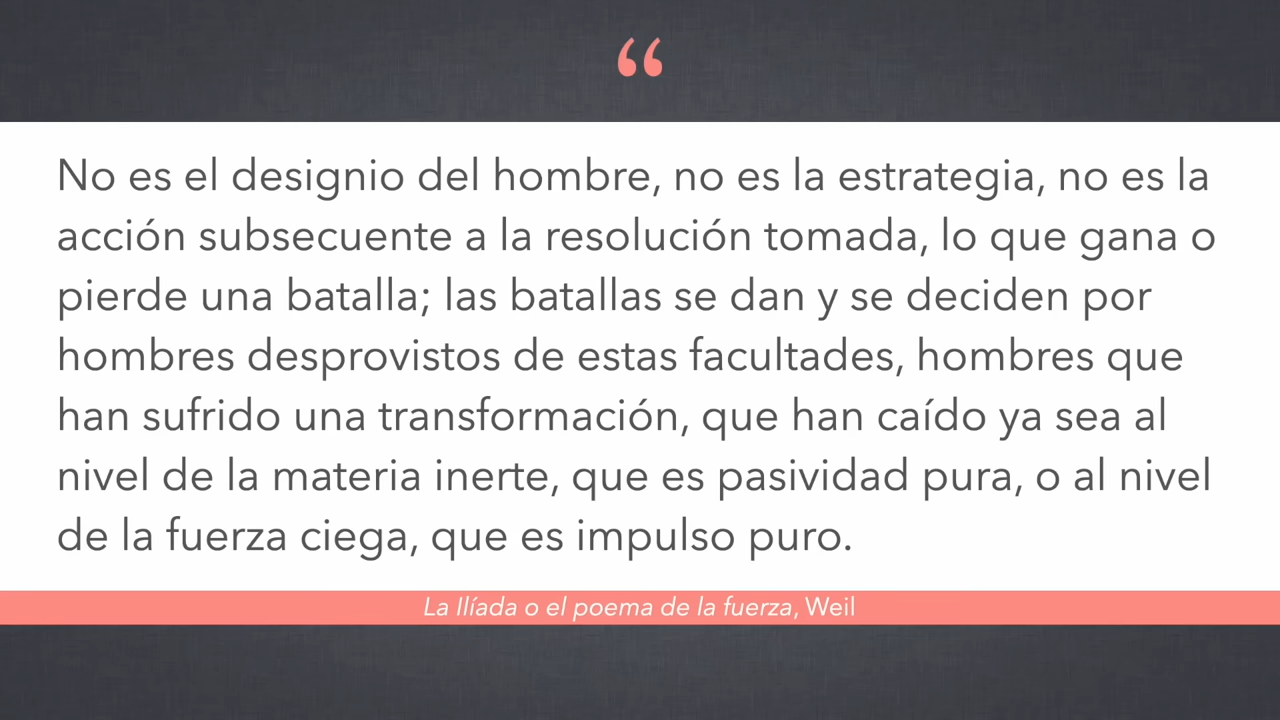 “
No es el designio del hombre, no es la estrategia, no es la
acción subsecuente a la resolución tomada, lo que gana o
pierde una batalla; las batallas se dan y se deciden por
hombres desprovistos de estas facultades, hombres que
han sufrido una transformación, que han caído ya sea al
nivel de la materia inerte, que es pasividad pura, o al nivel
de la fuerza ciega, que es impulso puro.
La Ilíada o el poema de la fuerza, Weil